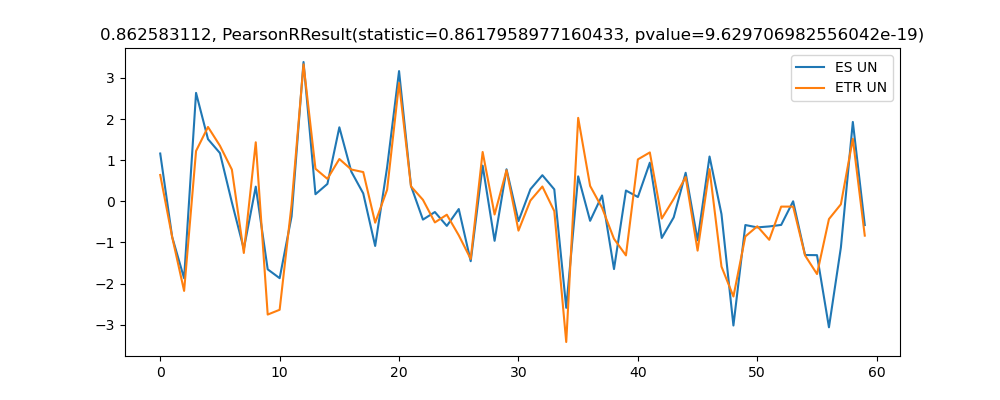 0.862583112, PearsonRResult(statistic=0.8617958977160433, pvalue=9.629706982556042e-19)
ES UN
ETR UN
3
2
1
0
−1
−2
−3
0 10 20 30 40 50 60